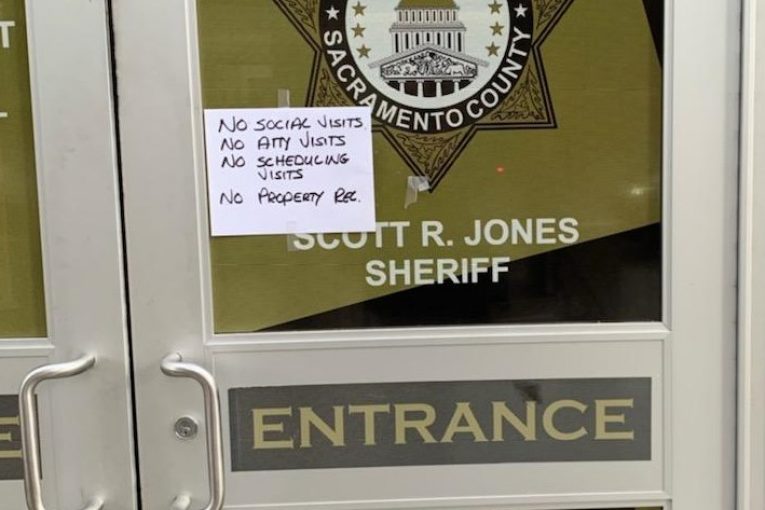 T
SACRAMENTO COUNTY
NO SOCIAL VISITS.
NO ATTY VISITS
NO SCHEDULING
VISITS
NO PROPERTY REC.
SCOTT R. JONES
SHERIFF
E
ENTRANCE